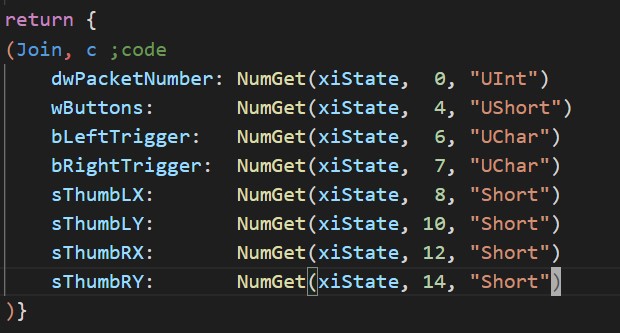 return {
(Join, c ;code
    dwPacketNumber: NumGet(xiState,  0, "UInt")
    wButtons:       NumGet(xiState,  4, "UShort")
    bLeftTrigger:   NumGet(xiState,  6, "UChar")
    bRightTrigger:  NumGet(xiState,  7, "UChar")
    sThumbLX:       NumGet(xiState,  8, "Short")
    sThumbLY:       NumGet(xiState, 10, "Short")
    sThumbRX:       NumGet(xiState, 12, "Short")
    sThumbRY:       NumGet(xiState, 14, "Short")
)}